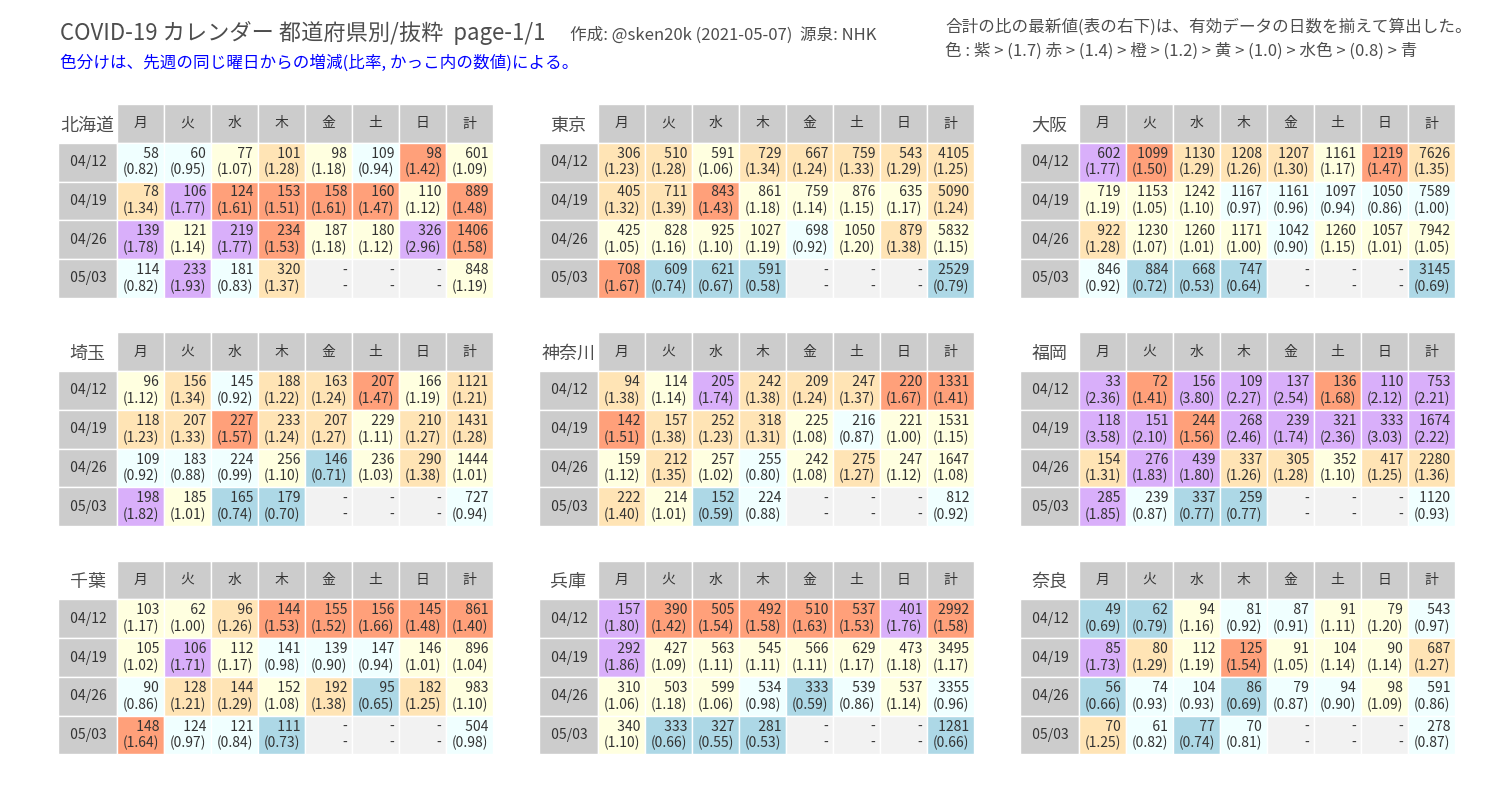 COVID-19 カレンダー 都道府県別/抜粋 page-1/1 作成: @sken20k (2021-05-07) 源泉: NHK
色分けは、先週の同じ曜日からの増減(比率, かっこ内の数値)による。
合計の比の最新値(表の右下)は、有効データの日数を揃えて算出した。
色 : 紫 > (1.7) 赤 > (1.4) 橙 > (1.2) 黄 > (1.0) > 水色 > (0.8) > 青
北海道 月 火 水 木 金 土 日 計
04/12 58 60 77 101 98 109 98 601
(0.82) (0.95) (1.07) (1.28) (1.18) (0.94) (1.42) (1.09)
04/19 78 106 124 153 158 160 110 889
(1.34) (1.77) (1.61) (1.51) (1.61) (1.47) (1.12) (1.48)
04/26 139 121 219 234 187 180 326 1406
(1.78) (1.14) (1.77) (1.53) (1.18) (1.12) (2.96) (1.58)
05/03 114 233 181 320 - - - 848
(0.82) (1.93) (0.83) (1.37) - - - (1.19)
東京 月 火 水 木 金 土 日 計
04/12 306 510 591 729 667 759 543 4105
(1.23) (1.28) (1.06) (1.34) (1.24) (1.33) (1.29) (1.25)
04/19 405 711 843 861 759 876 635 5090
(1.32) (1.39) (1.43) (1.18) (1.14) (1.15) (1.17) (1.24)
04/26 425 828 925 1027 698 1050 879 5832
(1.05) (1.16) (1.10) (1.19) (0.92) (1.20) (1.38) (1.15)
05/03 708 609 621 591 - - - 2529
(1.67) (0.74) (0.67) (0.58) - - - (0.79)
大阪 月 火 水 木 金 土 日 計
04/12 602 1099 1130 1208 1207 1161 1219 7626
(1.77) (1.50) (1.29) (1.26) (1.30) (1.17) (1.47) (1.35)
04/19 719 1153 1242 1167 1161 1097 1050 7589
(1.19) (1.05) (1.10) (0.97) (0.96) (0.94) (0.86) (1.00)
04/26 922 1230 1260 1171 1042 1260 1057 7942
(1.28) (1.07) (1.01) (1.00) (0.90) (1.15) (1.01) (1.05)
05/03 846 884 668 747 - - - 3145
(0.92) (0.72) (0.53) (0.64) - - - (0.69)
埼玉 月 火 水 木 金 土 日 計
04/12 96 156 145 188 163 207 166 1121
(1.12) (1.34) (0.92) (1.22) (1.24) (1.47) (1.19) (1.21)
04/19 118 207 227 233 207 229 210 1431
(1.23) (1.33) (1.57) (1.24) (1.27) (1.11) (1.27) (1.28)
04/26 109 183 224 256 146 236 290 1444
(0.92) (0.88) (0.99) (1.10) (0.71) (1.03) (1.38) (1.01)
05/03 198 185 165 179 - - - 727
(1.82) (1.01) (0.74) (0.70) - - - (0.94)
神奈川 月 火 水 木 金 土 日 計
04/12 94 114 205 242 209 247 220 1331
(1.38) (1.14) (1.74) (1.38) (1.24) (1.37) (1.67) (1.41)
04/19 142 157 252 318 225 216 221 1531
(1.51) (1.38) (1.23) (1.31) (1.08) (0.87) (1.00) (1.15)
04/26 159 212 257 255 242 275 247 1647
(1.12) (1.35) (1.02) (0.80) (1.08) (1.27) (1.12) (1.08)
05/03 222 214 152 224 - - - 812
(1.40) (1.01) (0.59) (0.88) - - - (0.92)
福岡 月 火 水 木 金 土 日 計
04/12 33 72 156 109 137 136 110 753
(2.36) (1.41) (3.80) (2.27) (2.54) (1.68) (2.12) (2.21)
04/19 118 151 244 268 239 321 333 1674
(3.58) (2.10) (1.56) (2.46) (1.74) (2.36) (3.03) (2.22)
04/26 154 276 439 337 305 352 417 2280
(1.31) (1.83) (1.80) (1.26) (1.28) (1.10) (1.25) (1.36)
05/03 285 239 337 259 - - - 1120
(1.85) (0.87) (0.77) (0.77) - - - (0.93)
千葉 月 火 水 木 金 土 日 計
04/12 103 62 96 144 155 156 145 861
(1.17) (1.00) (1.26) (1.53) (1.52) (1.66) (1.48) (1.40)
04/19 105 106 112 141 139 147 146 896
(1.02) (1.71) (1.17) (0.98) (0.90) (0.94) (1.01) (1.04)
04/26 90 128 144 152 192 95 182 983
(0.86) (1.21) (1.29) (1.08) (1.38) (0.65) (1.25) (1.10)
05/03 148 124 121 111 - - - 504
(1.64) (0.97) (0.84) (0.73) - - - (0.98)
兵庫 月 火 水 木 金 土 日 計
04/12 157 390 505 492 510 537 401 2992
(1.80) (1.42) (1.54) (1.58) (1.63) (1.53) (1.76) (1.58)
04/19 292 427 563 545 566 629 473 3495
(1.86) (1.09) (1.11) (1.11) (1.11) (1.17) (1.18) (1.17)
04/26 310 503 599 534 333 539 537 3355
(1.06) (1.18) (1.06) (0.98) (0.59) (0.86) (1.14) (0.96)
05/03 340 333 327 281 - - - 1281
(1.10) (0.66) (0.55) (0.53) - - - (0.66)
奈良 月 火 水 木 金 土 日 計
04/12 49 62 94 81 87 91 79 543
(0.69) (0.79) (1.16) (0.92) (0.91) (1.11) (1.20) (0.97)
04/19 85 80 112 125 91 104 90 687
(1.73) (1.29) (1.19) (1.54) (1.05) (1.14) (1.14) (1.27)
04/26 56 74 104 86 79 94 98 591
(0.66) (0.93) (0.93) (0.69) (0.87) (0.90) (1.09) (0.86)
05/03 70 61 77 70 - - - 278
(1.25) (0.82) (0.74) (0.81) - - - (0.87)